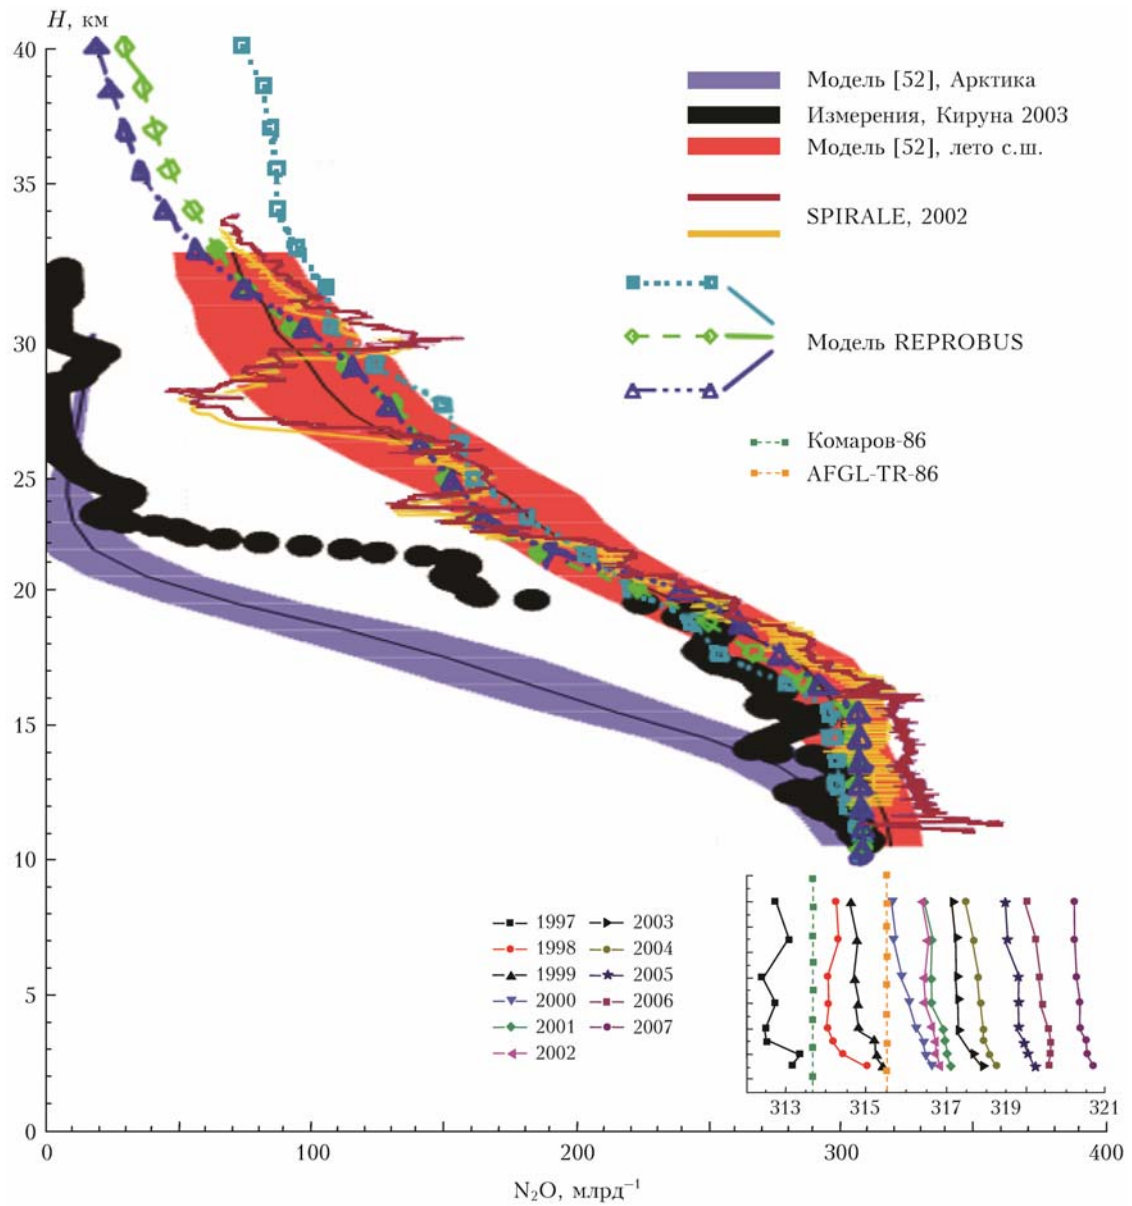 H, км
40
35
30
25
20
15
10
5
0
Модель [52], Арктика
Измерения, Кируна 2003
Модель [52], лето с.ш.
SPIRALE, 2002
Модель REPROBUS
Комаров-86
AFGL-TR-86
1997 2003
1998 2004
1999 2005
2000 2006
2001 2007
2002
313 315 317 319 321
0 100 200 300 400
N₂O, млрд⁻¹